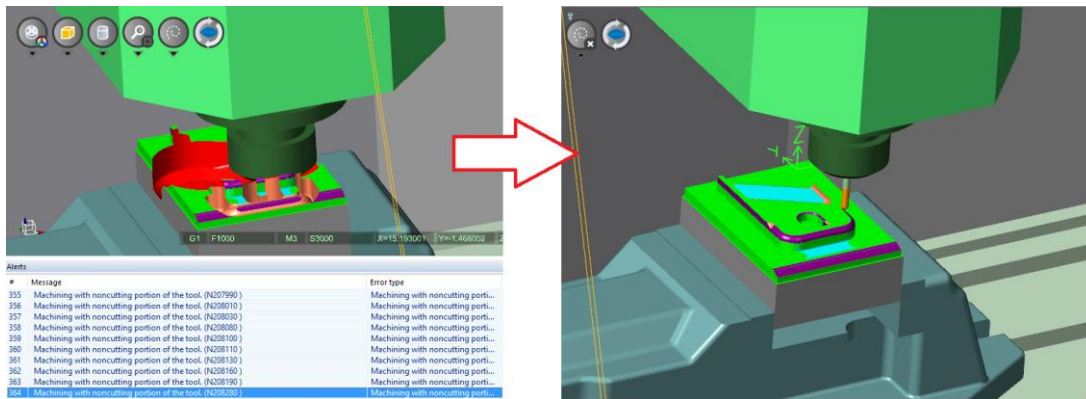 Z
G1 F1000 M3 S3000 X=15.193001 Y=-1.468002 Z
Alerts
# Message Error type
355 Machining with noncutting portion of the tool. (N207990 ) Machining with noncutting porti...
356 Machining with noncutting portion of the tool. (N208010 ) Machining with noncutting porti...
357 Machining with noncutting portion of the tool. (N208030 ) Machining with noncutting porti...
358 Machining with noncutting portion of the tool. (N208080 ) Machining with noncutting porti...
359 Machining with noncutting portion of the tool. (N208100 ) Machining with noncutting porti...
360 Machining with noncutting portion of the tool. (N208110 ) Machining with noncutting porti...
361 Machining with noncutting portion of the tool. (N208130 ) Machining with noncutting porti...
362 Machining with noncutting portion of the tool. (N208160 ) Machining with noncutting porti...
363 Machining with noncutting portion of the tool. (N208190 ) Machining with noncutting porti...
364 Machining with noncutting portion of the tool. (N208280 ) Machining with noncutting porti...